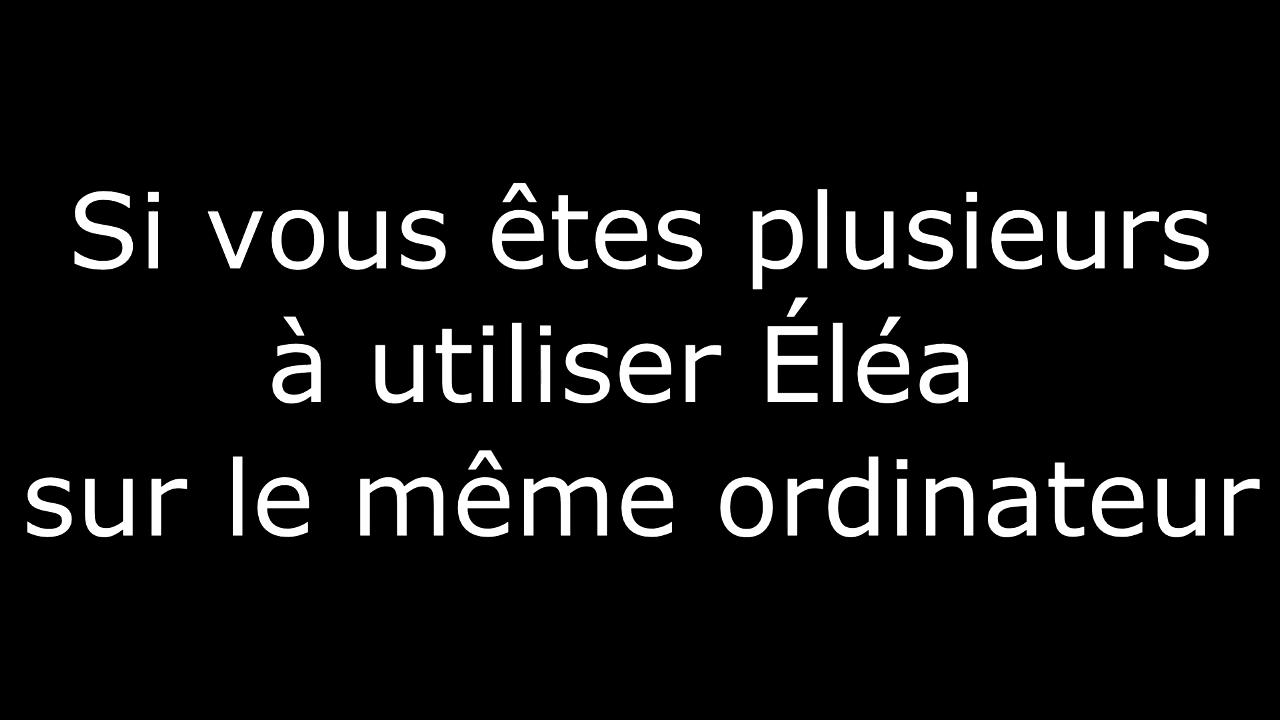 Si vous êtes plusieurs
à utiliser Éléa
sur le même ordinateur